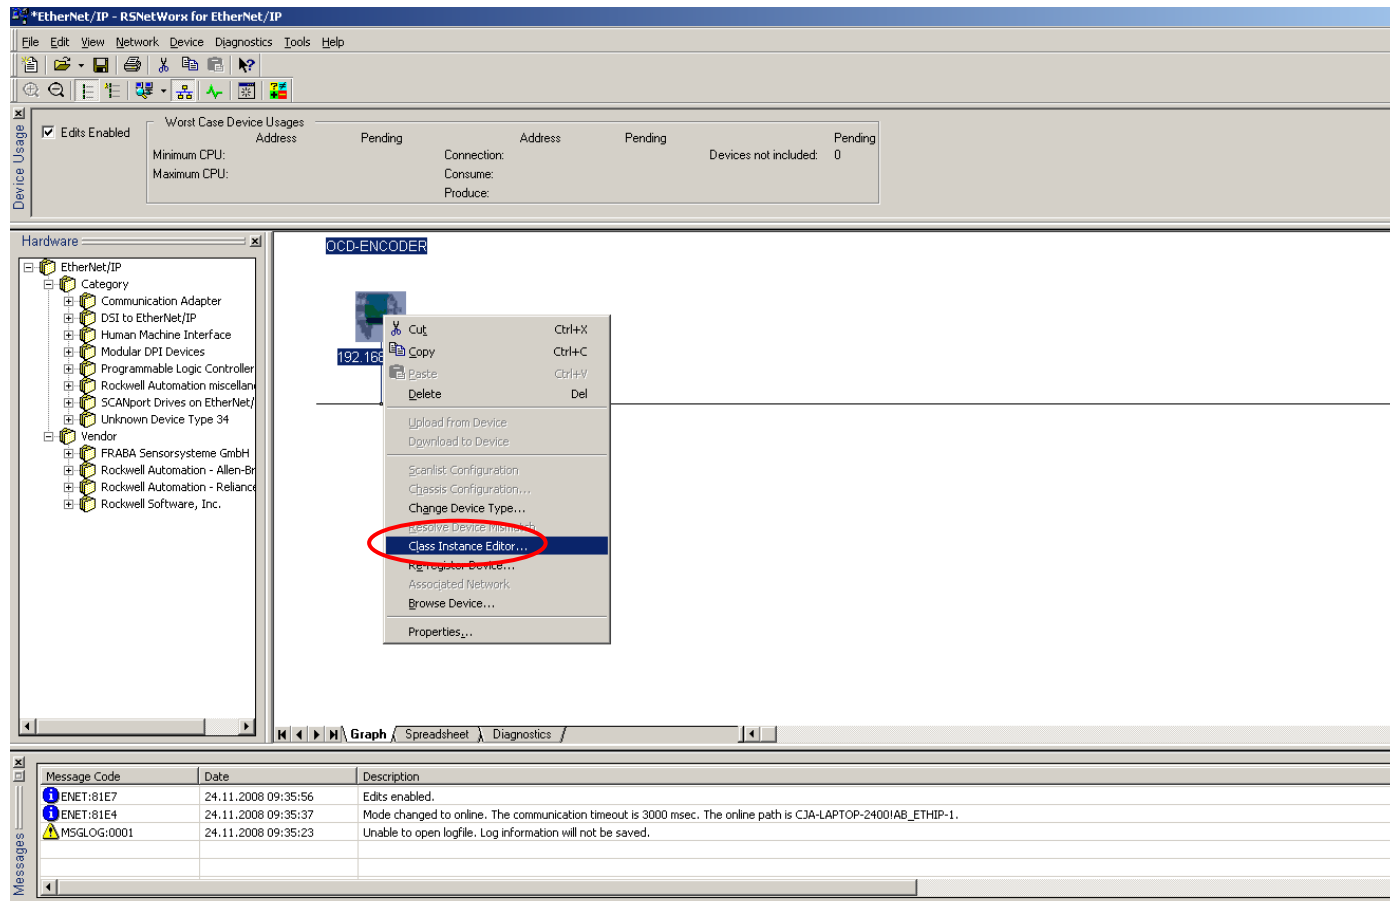 *EtherNet/IP - RSNetWorx for EtherNet/IP
File Edit View Network Device Diagnostics Tools Help
Device Usage
Edits Enabled
Worst Case Device Usages
Address Pending Address Pending Pending
Minimum CPU: Connection: Devices not included: 0
Maximum CPU: Consume:
Produce:
Hardware
EtherNet/IP
Category
Communication Adapter
DSI to EtherNet/IP
Human Machine Interface
Modular DPI Devices
Programmable Logic Controller
Rockwell Automation miscellan
SCANport Drives on EtherNet/
Unknown Device Type 34
Vendor
FRABA Sensorsysteme GmbH
Rockwell Automation - Allen-Br
Rockwell Automation - Reliance
Rockwell Software, Inc.
OCD-ENCODER
192.168
Cut Ctrl+X
Copy Ctrl+C
Paste Ctrl+V
Delete Del
Upload from Device
Download to Device
Scanlist Configuration
Chassis Configuration...
Change Device Type...
Resolve Device Mismatch
Class Instance Editor...
Re-register Device...
Associated Network
Browse Device...
Properties...
Graph Spreadsheet Diagnostics
Messages
Message Code Date Description
ENET:81E7 24.11.2008 09:35:56 Edits enabled.
ENET:81E4 24.11.2008 09:35:37 Mode changed to online. The communication timeout is 3000 msec. The online path is CJA-LAPTOP-2400!AB_ETHIP-1.
MSGLOG:0001 24.11.2008 09:35:23 Unable to open logfile. Log information will not be saved.